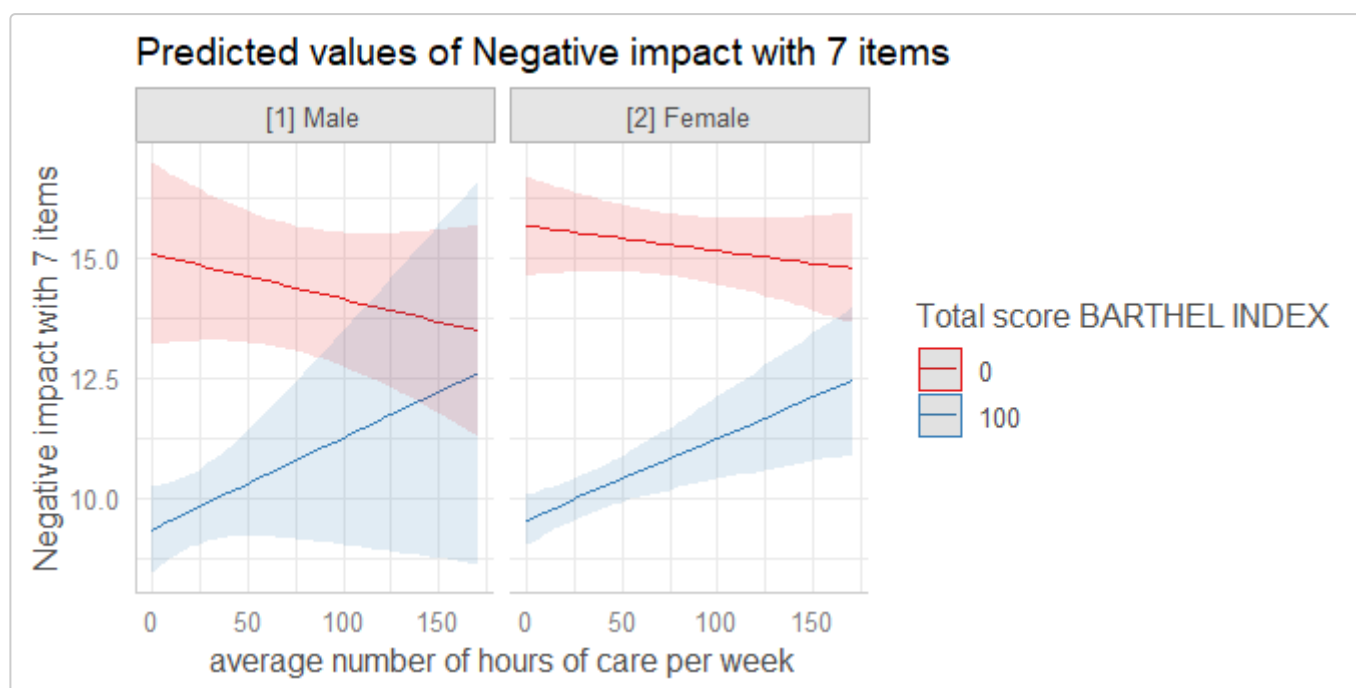 Predicted values of Negative impact with 7 items
[1] Male
[2] Female
Negative impact with 7 items
15.0
12.5
10.0
0 50 100 150
0 50 100 150
average number of hours of care per week
Total score BARTHEL INDEX
0
100